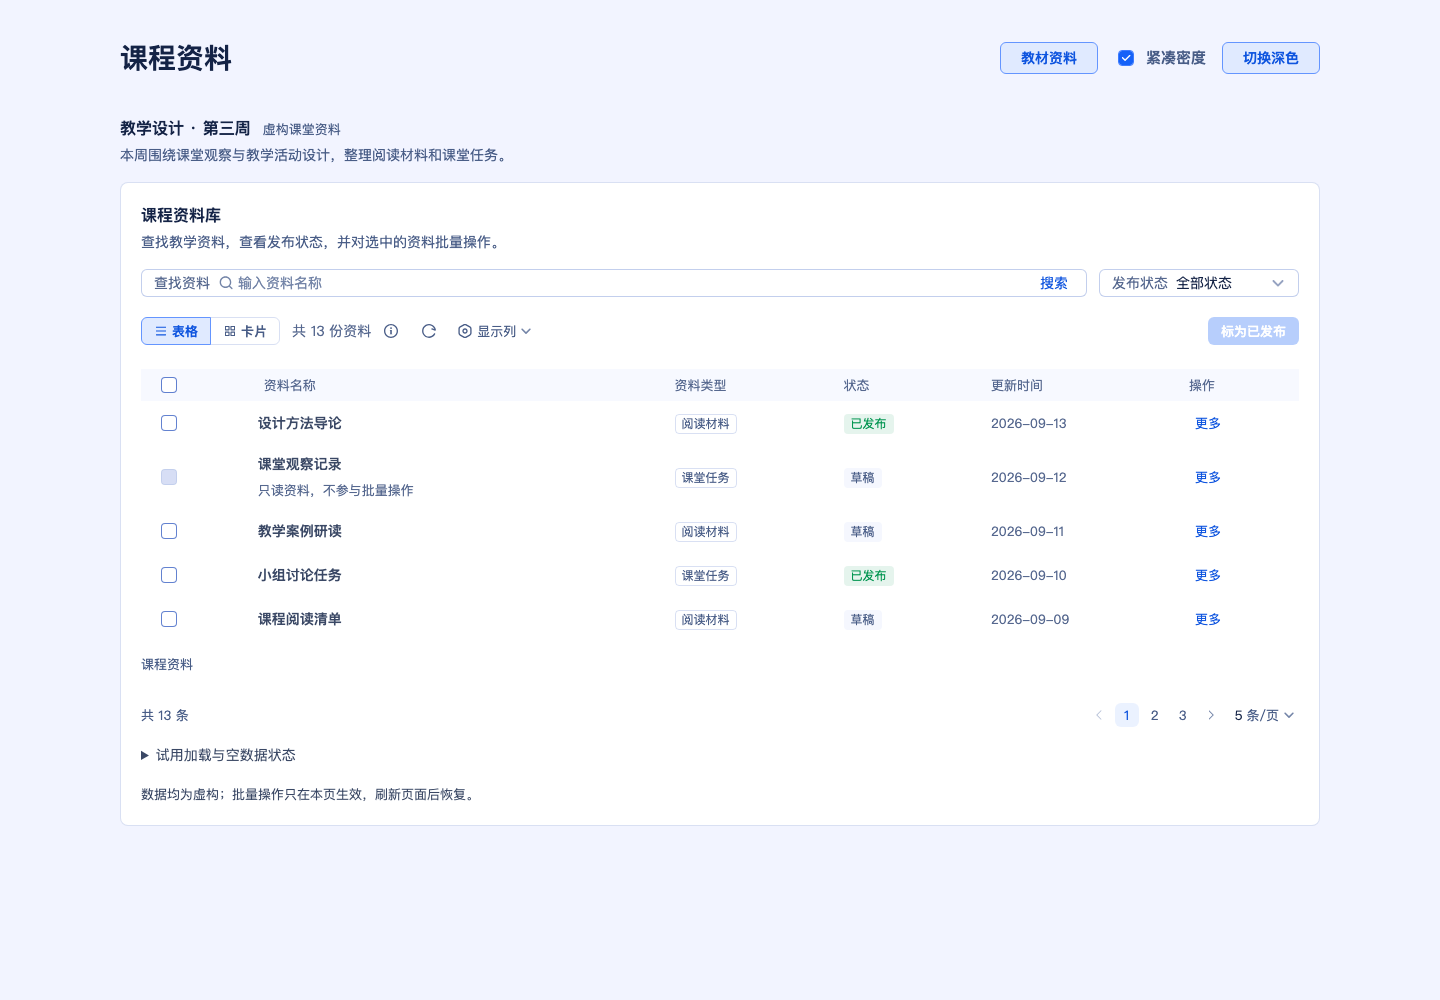 课程资料
教材资料 紧凑密度 切换深色
教学设计 · 第三周 虚构课堂资料
本周围绕课堂观察与教学活动设计，整理阅读材料和课堂任务。
课程资料库
查找教学资料，查看发布状态，并对选中的资料批量操作。
查找资料 输入资料名称 搜索 发布状态 全部状态
表格 卡片 共 13 份资料 显示列 标为已发布
资料名称 资料类型 状态 更新时间 操作
设计方法导论 阅读材料 已发布 2026-09-13 更多
课堂观察记录
只读资料，不参与批量操作 课堂任务 草稿 2026-09-12 更多
教学案例研读 阅读材料 草稿 2026-09-11 更多
小组讨论任务 课堂任务 已发布 2026-09-10 更多
课程阅读清单 阅读材料 草稿 2026-09-09 更多
课程资料
共 13 条 1 2 3 5 条/页
试用加载与空数据状态
数据均为虚构；批量操作只在本页生效，刷新页面后恢复。